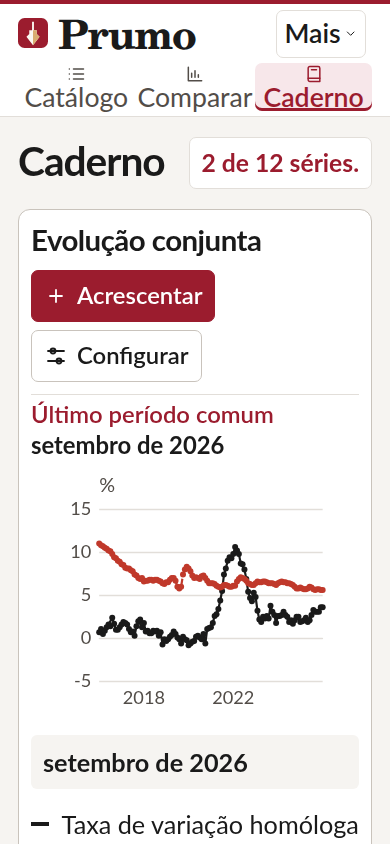 Prumo
Mais
Catálogo Comparar Caderno
Caderno
2 de 12 séries.
Evolução conjunta
+ Acrescentar
Configurar
Último período comum
setembro de 2026
%
15
10
5
0
-5
2018 2022
setembro de 2026
Taxa de variação homóloga